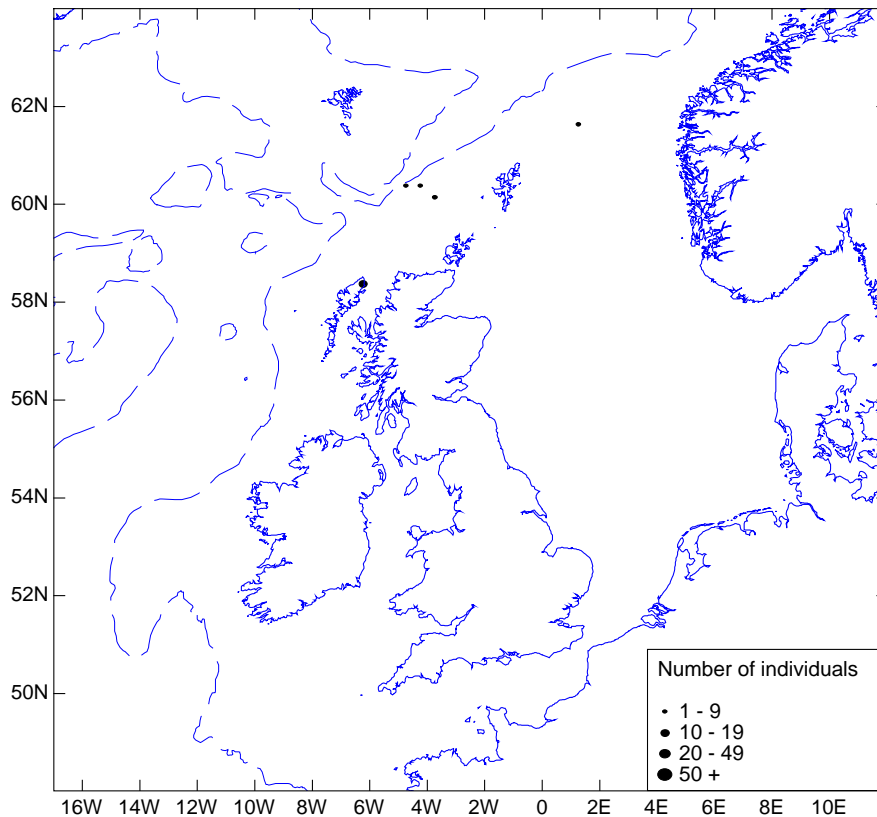 62N
60N
58N
56N
54N
52N
50N
Number of individuals
1 - 9
10 - 19
20 - 49
50 +
16W 14W 12W 10W 8W 6W 4W 2W 0 2E 4E 6E 8E 10E